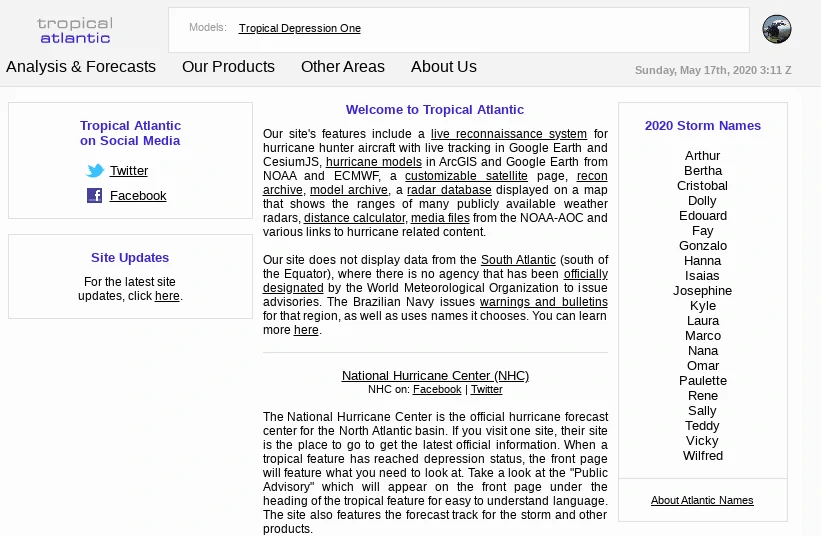 tropical
atlantic
Models: Tropical Depression One
Analysis & Forecasts Our Products Other Areas About Us
Sunday, May 17th, 2020 3:11 Z
Tropical Atlantic
on Social Media
Twitter
Facebook
Site Updates
For the latest site
updates, click here.
Welcome to Tropical Atlantic
Our site's features include a live reconnaissance system for
hurricane hunter aircraft with live tracking in Google Earth and
CesiumJS, hurricane models in ArcGIS and Google Earth from
NOAA and ECMWF, a customizable satellite page, recon
archive, model archive, a radar database displayed on a map
that shows the ranges of many publicly available weather
radars, distance calculator, media files from the NOAA-AOC and
various links to hurricane related content.
Our site does not display data from the South Atlantic (south of
the Equator), where there is no agency that has been officially
designated by the World Meteorological Organization to issue
advisories. The Brazilian Navy issues warnings and bulletins
for that region, as well as uses names it chooses. You can learn
more here.
National Hurricane Center (NHC)
NHC on: Facebook | Twitter
The National Hurricane Center is the official hurricane forecast
center for the North Atlantic basin. If you visit one site, their site
is the place to go to get the latest official information. When a
tropical feature has reached depression status, the front page
will feature what you need to look at. Take a look at the "Public
Advisory" which will appear on the front page under the
heading of the tropical feature for easy to understand language.
The site also features the forecast track for the storm and other
products.
2020 Storm Names
Arthur
Bertha
Cristobal
Dolly
Edouard
Fay
Gonzalo
Hanna
Isaias
Josephine
Kyle
Laura
Marco
Nana
Omar
Paulette
Rene
Sally
Teddy
Vicky
Wilfred
About Atlantic Names